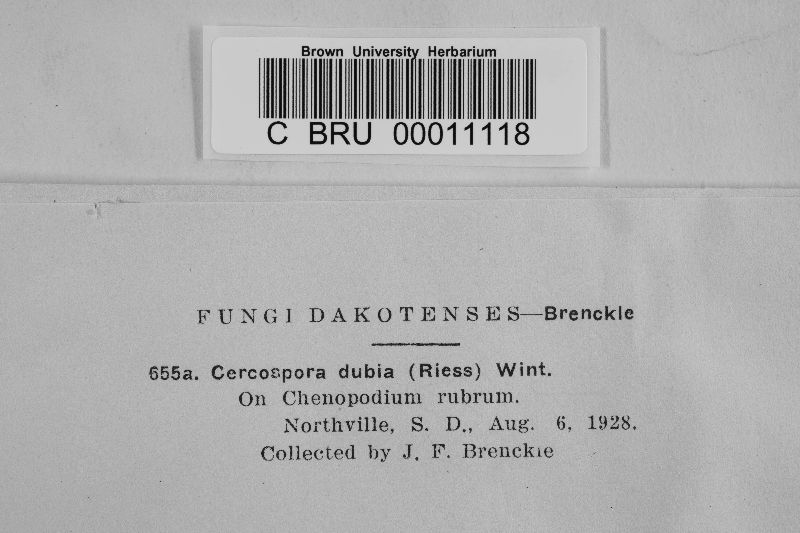 Brown University Herbarium
C BRU 00011118
FUNGI DAKOTENSES—Brenckle
655a. Cercospora dubia (Riess) Wint.
On Chenopodium rubrum.
Northville, S. D., Aug. 6, 1928.
Collected by J. F. Brenckle